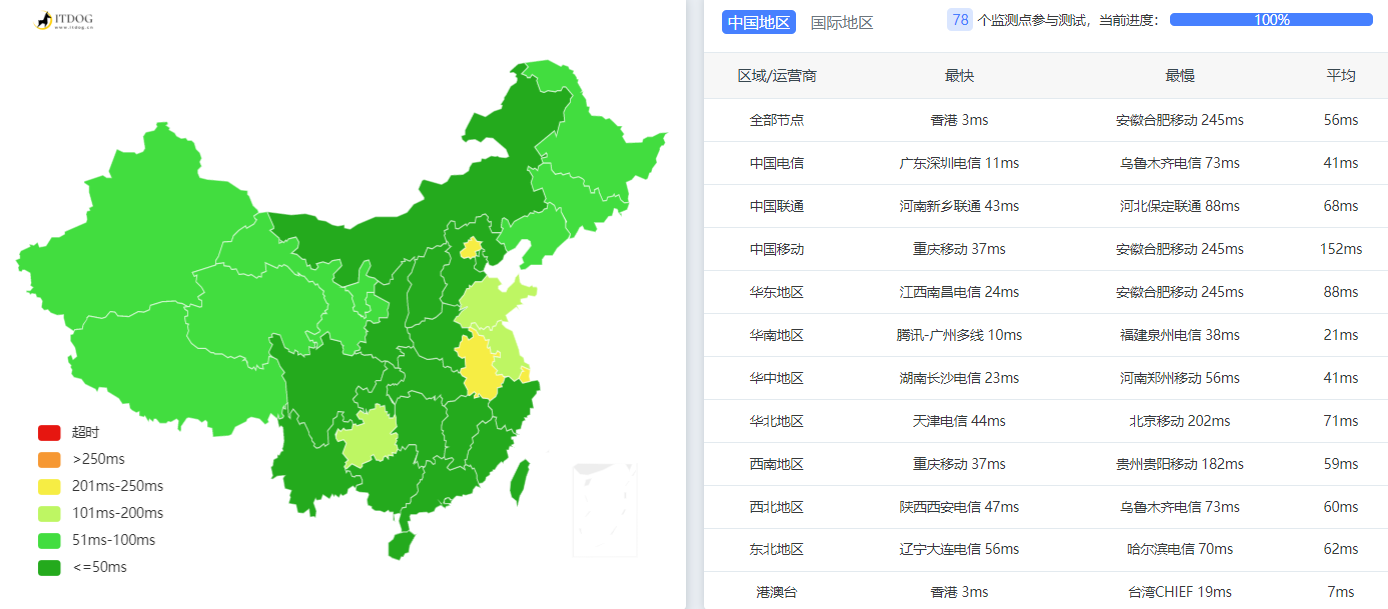 ITDOG
www.itdog.cn
超时
>250ms
201ms-250ms
101ms-200ms
51ms-100ms
<=50ms
中国地区 国际地区 78 个监测点参与测试，当前进度： 100%
区域/运营商 最快 最慢 平均
全部节点 香港 3ms 安徽合肥移动 245ms 56ms
中国电信 广东深圳电信 11ms 乌鲁木齐电信 73ms 41ms
中国联通 河南新乡联通 43ms 河北保定联通 88ms 68ms
中国移动 重庆移动 37ms 安徽合肥移动 245ms 152ms
华东地区 江西南昌电信 24ms 安徽合肥移动 245ms 88ms
华南地区 腾讯-广州多线 10ms 福建泉州电信 38ms 21ms
华中地区 湖南长沙电信 23ms 河南郑州移动 56ms 41ms
华北地区 天津电信 44ms 北京移动 202ms 71ms
西南地区 重庆移动 37ms 贵州贵阳移动 182ms 59ms
西北地区 陕西西安电信 47ms 乌鲁木齐电信 73ms 60ms
东北地区 辽宁大连电信 56ms 哈尔滨电信 70ms 62ms
港澳台 香港 3ms 台湾CHIEF 19ms 7ms